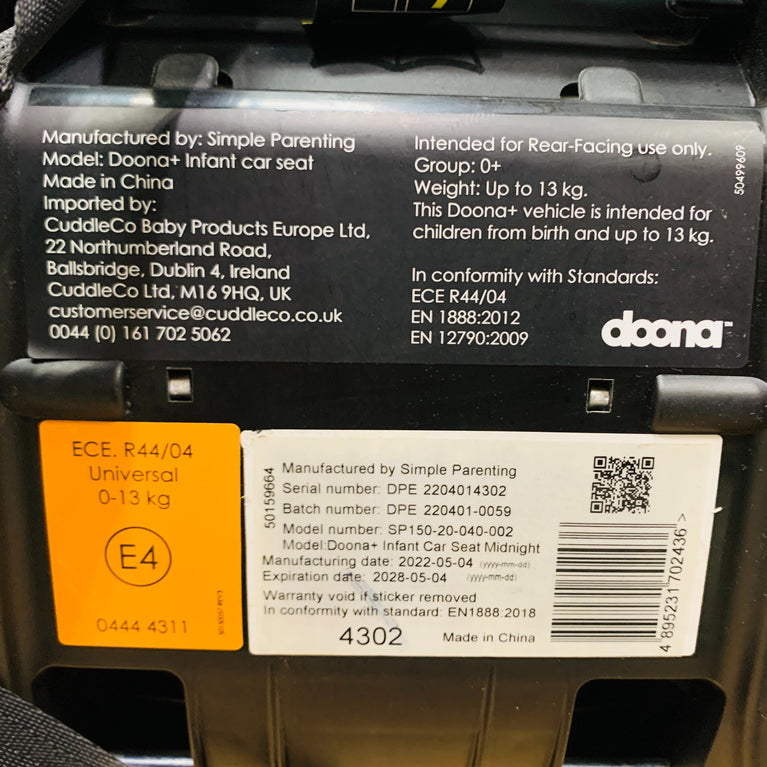 Manufactured by: Simple Parenting
Model: Doona+ Infant car seat
Made in China
Imported by:
CuddleCo Baby Products Europe Ltd,
22 Northumberland Road,
Ballsbridge, Dublin 4, Ireland
CuddleCo Ltd, M16 9HQ, UK
customerservice@cuddleco.co.uk
0044 (0) 161 702 5062
Intended for Rear-Facing use only.
Group: 0+
Weight: Up to 13 kg.
This Doona+ vehicle is intended for
children from birth and up to 13 kg.
In conformity with Standards:
ECE R44/04
EN 1888:2012
EN 12790:2009
doona™
50499609
ECE. R44/04
Universal
0-13 kg
E4
0444 4311
50159664
Manufactured by Simple Parenting
Serial number: DPE 2204014302
Batch number: DPE 220401-0059
Model number: SP150-20-040-002
Model:Doona+ Infant Car Seat Midnight
Manufacturing date: 2022-05-04 (yyyy-mm-dd)
Expiration date: 2028-05-04 (yyyy-mm-dd)
Warranty void if sticker removed
In conformity with standard: EN1888:2018
4302
Made in China
4 895231 702436 >